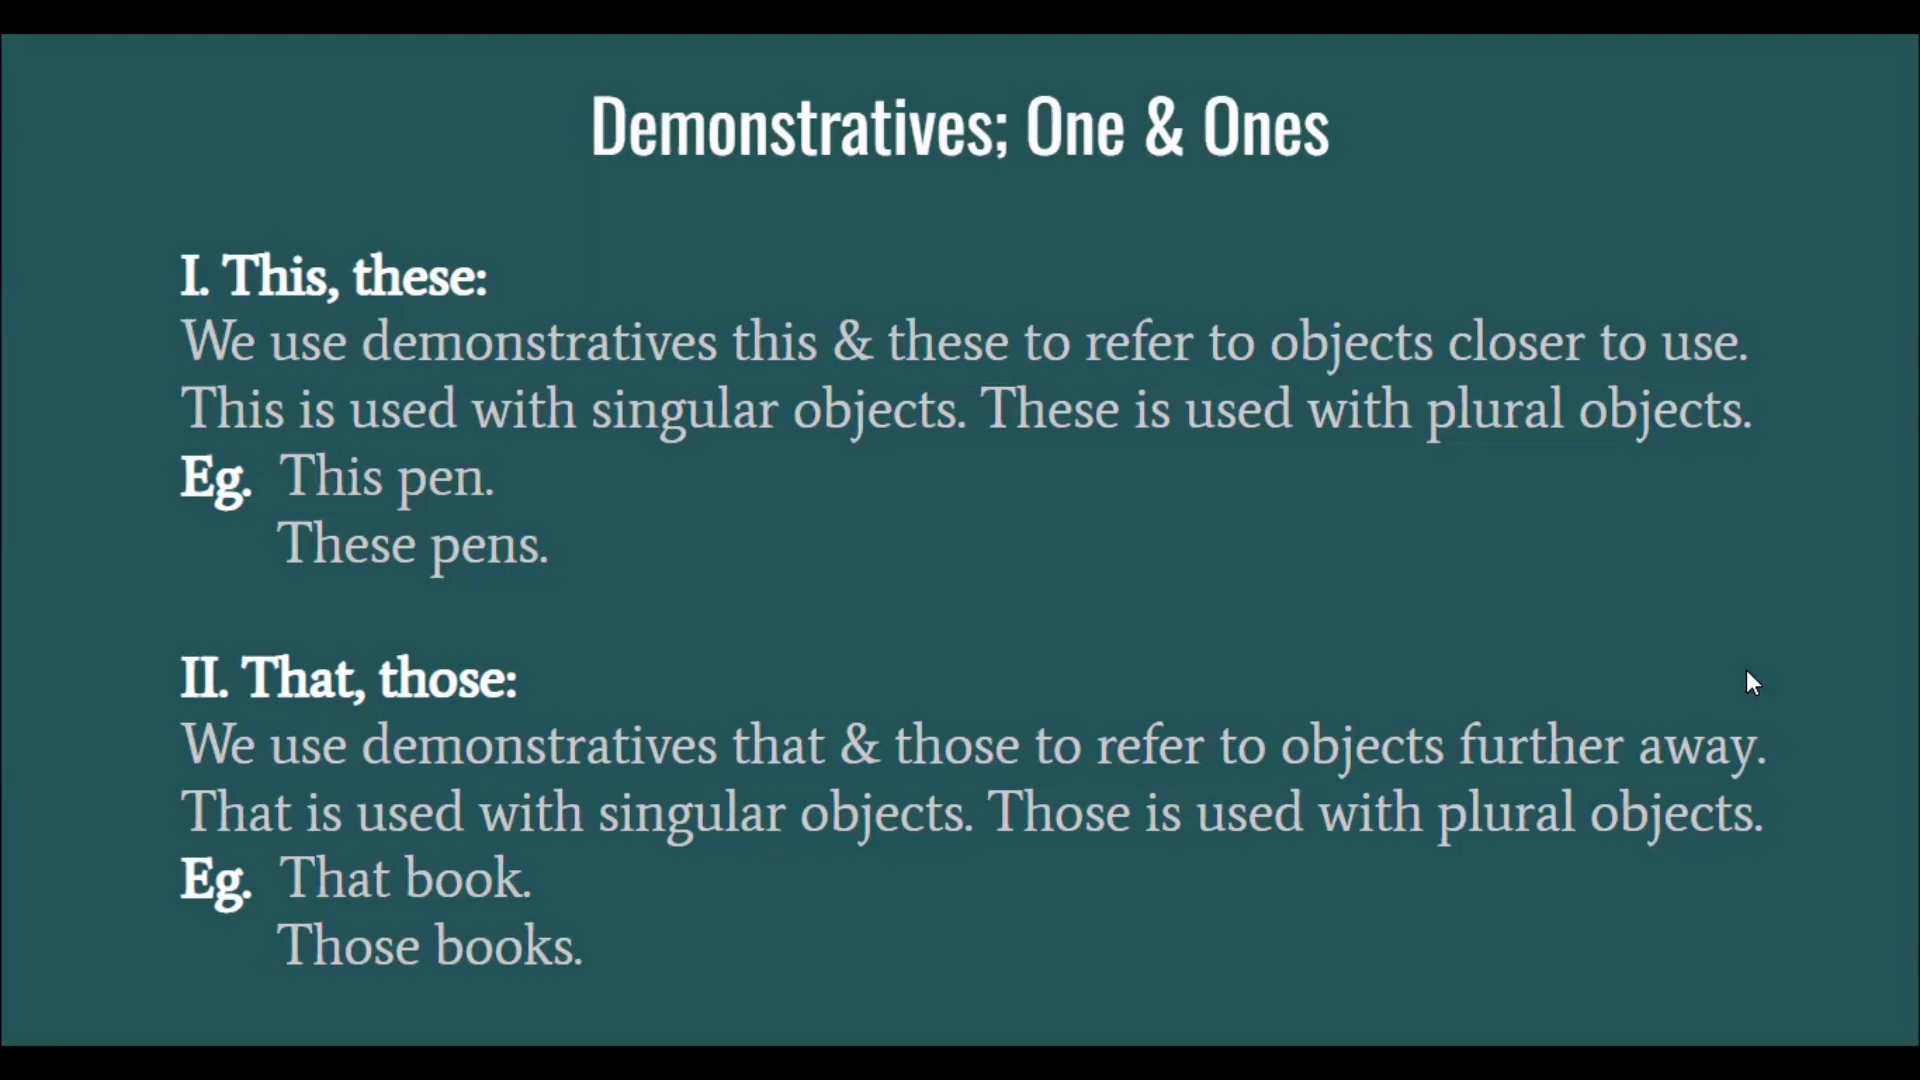 Demonstratives; One & Ones
I. This, these:
We use demonstratives this & these to refer to objects closer to use.
This is used with singular objects. These is used with plural objects.
Eg. This pen.
These pens.
II. That, those:
We use demonstratives that & those to refer to objects further away.
That is used with singular objects. Those is used with plural objects.
Eg. That book.
Those books.